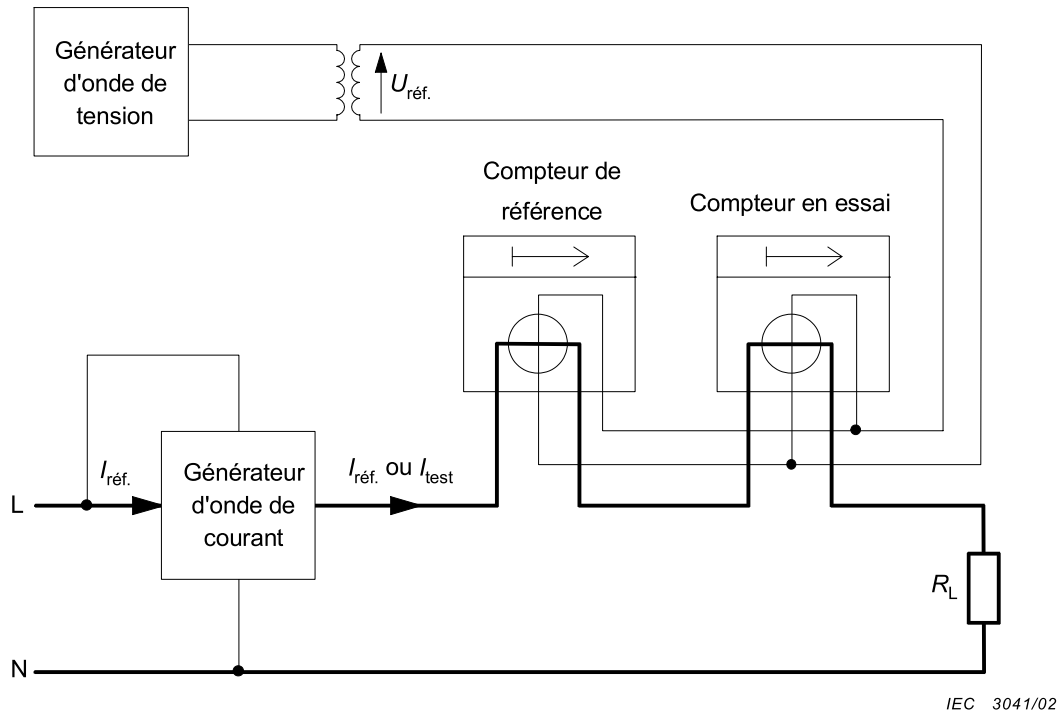 Générateur
d'onde de
tension
Uréf.
Compteur de
référence
Compteur en essai
Iréf.
Générateur
d'onde de
courant
Iréf. ou Itest
L
RL
N
IEC 3041/02